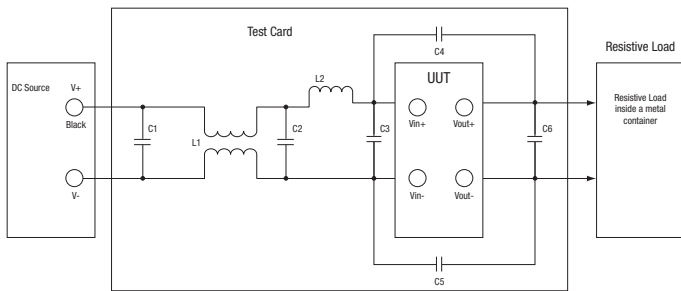 Test Card
C4
L2
Resistive Load
DC Source
V+
UUT
Resistive Load
inside a metal
container
Black
C1
L1
C2
C3
Vin+
Vout+
C6
V-
Vin-
Vout-
C5